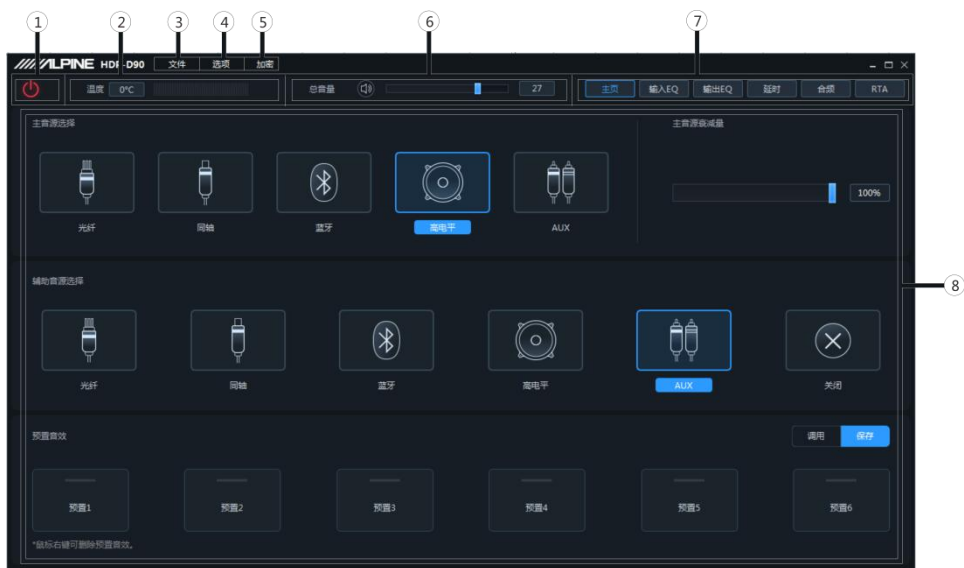 1 2 3 4 5 6 7
ALPINE HDP-D90 文件 选项 加密
温度 0°C 总音量 27 主页 输入EQ 输出EQ 延时 合频 RTA
主音源选择 主音源衰减量
100%
光纤 同轴 蓝牙 高电平 AUX
8
辅助音源选择
光纤 同轴 蓝牙 高电平 AUX 关闭
预置音效 调用 保存
预置1 预置2 预置3 预置4 预置5 预置6
*鼠标右键可删除预置音效。